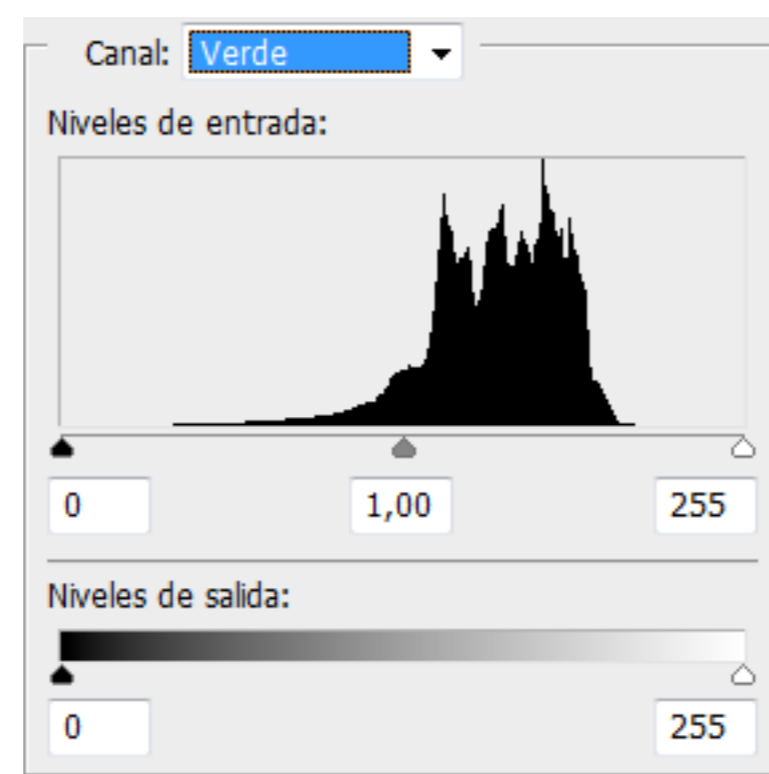 Canal: Verde
Niveles de entrada:
0 1,00 255
Niveles de salida:
0 255